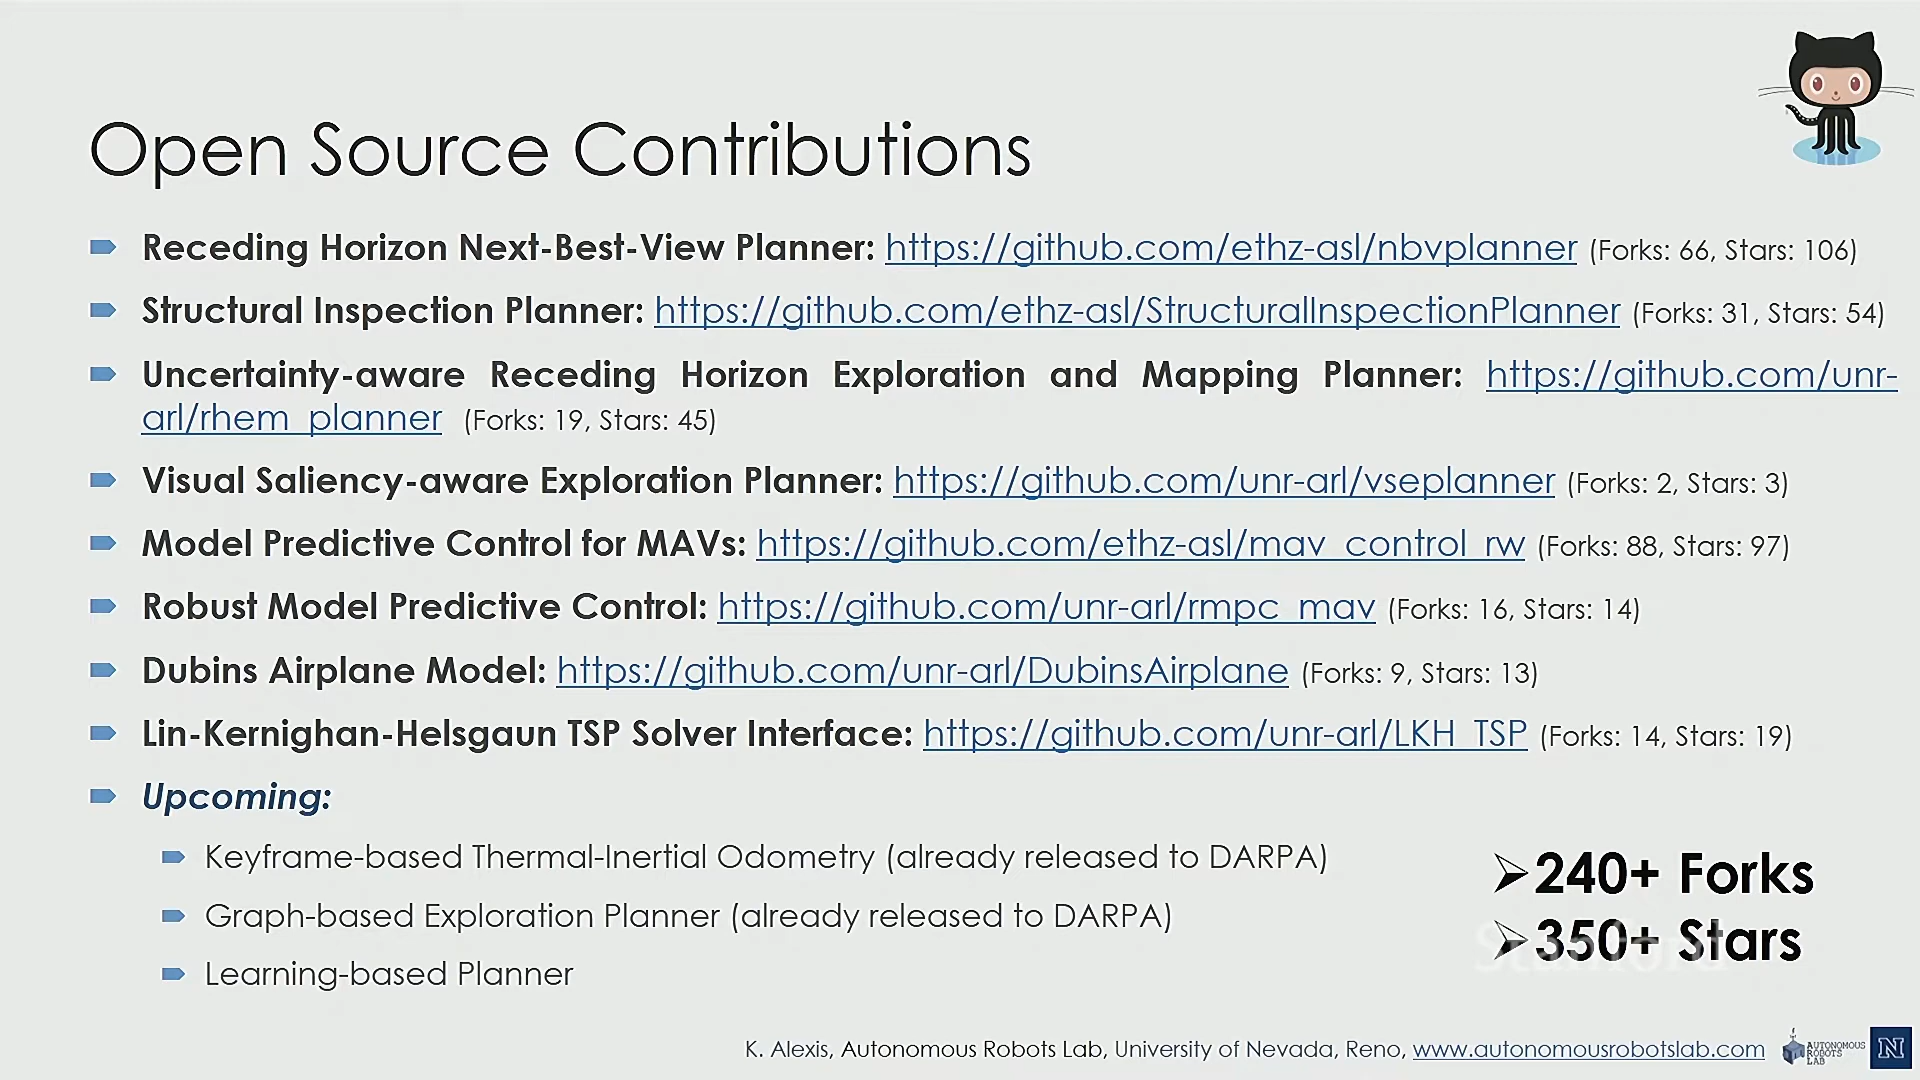 Open Source Contributions
Receding Horizon Next-Best-View Planner: https://github.com/ethz-asl/nbvplanner (Forks: 66, Stars: 106)
Structural Inspection Planner: https://github.com/ethz-asl/StructuralInspectionPlanner (Forks: 31, Stars: 54)
Uncertainty-aware Receding Horizon Exploration and Mapping Planner: https://github.com/unr-
arl/rhem_planner (Forks: 19, Stars: 45)
Visual Saliency-aware Exploration Planner: https://github.com/unr-arl/vseplanner (Forks: 2, Stars: 3)
Model Predictive Control for MAVs: https://github.com/ethz-asl/mav_control_rw (Forks: 88, Stars: 97)
Robust Model Predictive Control: https://github.com/unr-arl/rmpc_mav (Forks: 16, Stars: 14)
Dubins Airplane Model: https://github.com/unr-arl/DubinsAirplane (Forks: 9, Stars: 13)
Lin-Kernighan-Helsgaun TSP Solver Interface: https://github.com/unr-arl/LKH_TSP (Forks: 14, Stars: 19)
Upcoming:
Keyframe-based Thermal-Inertial Odometry (already released to DARPA)
Graph-based Exploration Planner (already released to DARPA)
Learning-based Planner
➢240+ Forks
➢350+ Stars
Stanford
K. Alexis, Autonomous Robots Lab, University of Nevada, Reno, www.autonomousrobotslab.com
AUTONOMOUS
ROBOTS
LAB
N